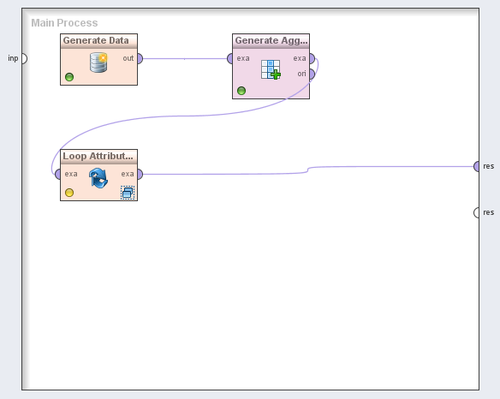 Main Process
Generate Data
Generate Agg...
inp
out
exa
exa
ori
Loop Attribut...
exa
exa
res
res